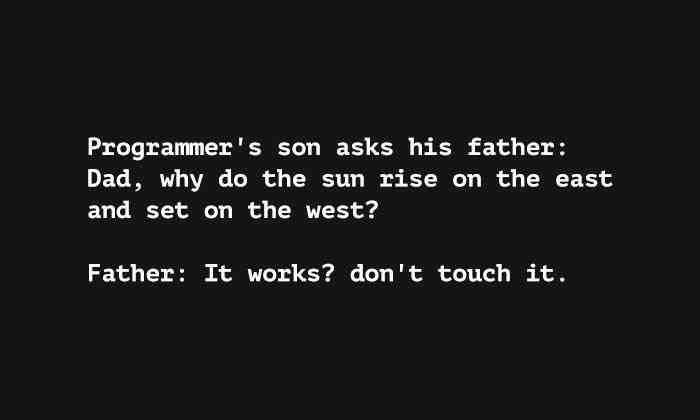 Programmer's son asks his father:
Dad, why do the sun rise on the east
and set on the west?
Father: It works? don't touch it.